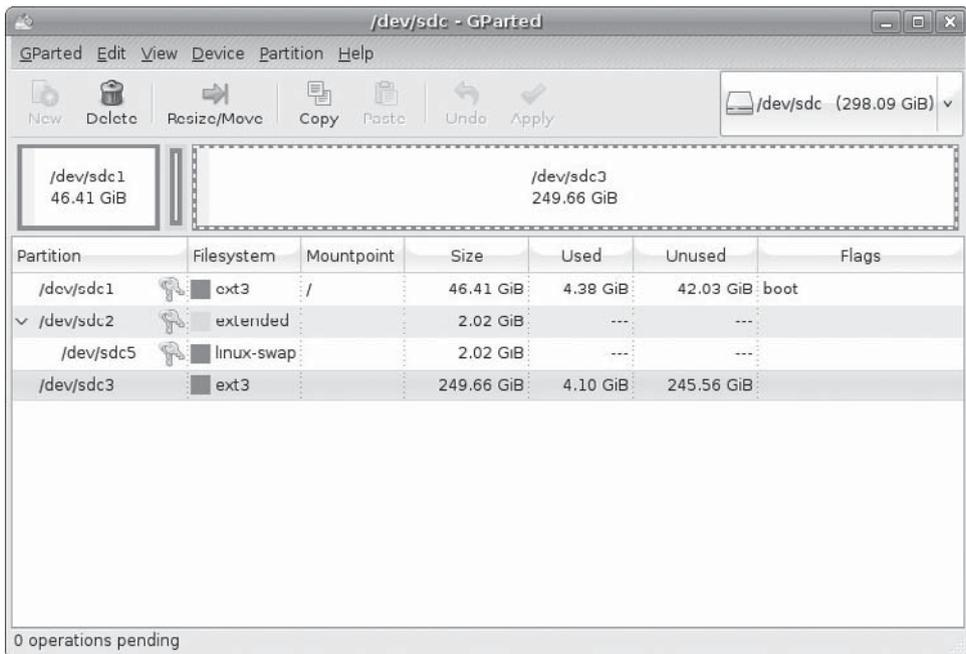 /dev/sdc - GParted
GParted Edit View Device Partition Help
New Delete Resize/Move Copy Paste Undo Apply /dev/sdc (298.09 GiB)
/dev/sdc1
46.41 GiB
/dev/sdc3
249.66 GiB
Partition Filesystem Mountpoint Size Used Unused Flags
/dev/sdc1 ext3 / 46.41 GiB 4.38 GiB 42.03 GiB boot
/dev/sdc2 extended 2.02 GiB --- ---
/dev/sdc5 linux-swap 2.02 GiB --- ---
/dev/sdc3 ext3 249.66 GiB 4.10 GiB 245.56 GiB
0 operations pending